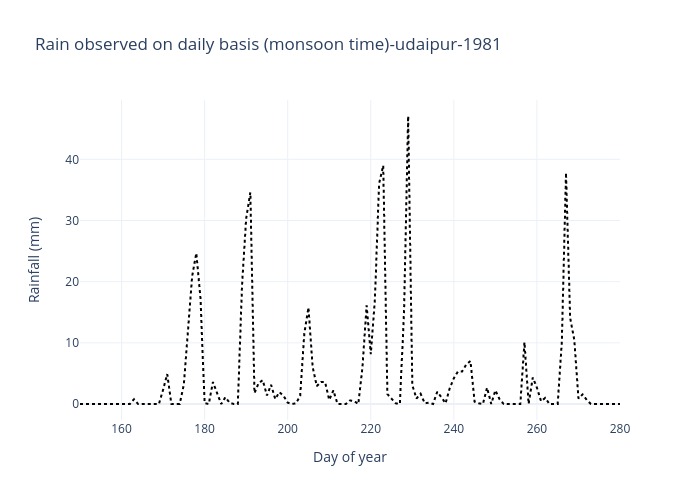 Rain observed on daily basis (monsoon time)-udaipur-1981
Rainfall (mm)
40
30
20
10
0
160 180 200 220 240 260 280
Day of year